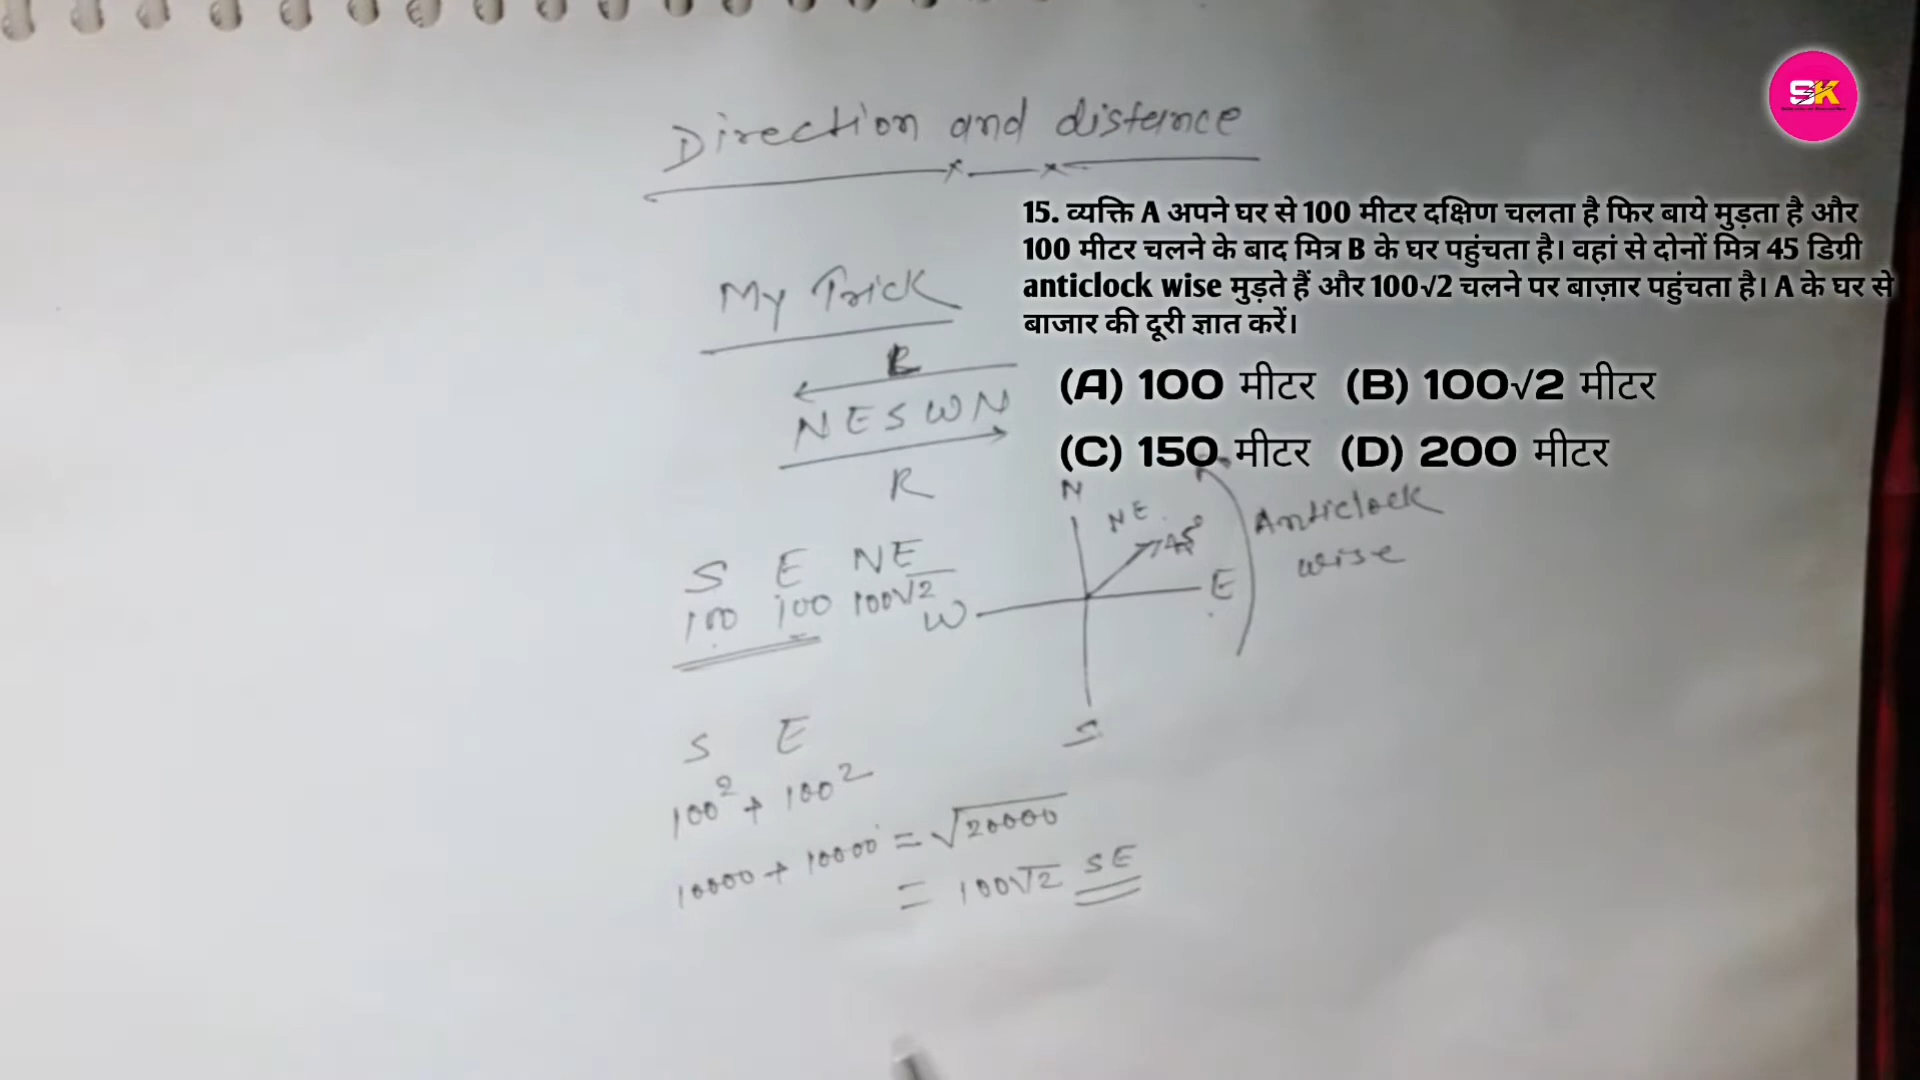 SK
Direction and distance
15. व्यक्ति A अपने घर से 100 मीटर दक्षिण चलता है फिर बाये मुड़ता है और
100 मीटर चलने के बाद मित्र B के घर पहुंचता है। वहां से दोनों मित्र 45 डिग्री
anticlock wise मुड़ते हैं और 100√2 चलने पर बाज़ार पहुंचता है। A के घर से
बाजार की दूरी ज्ञात करें।
(A) 100 मीटर (B) 100√2 मीटर
(C) 150 मीटर (D) 200 मीटर
My Trick
L
N E S W N
R
S E NE
100 100 100√2
N
NE 45°
W E
S
Anticlock
wise
S E
100² + 100²
10000 + 10000 = √20000
= 100√2 SE